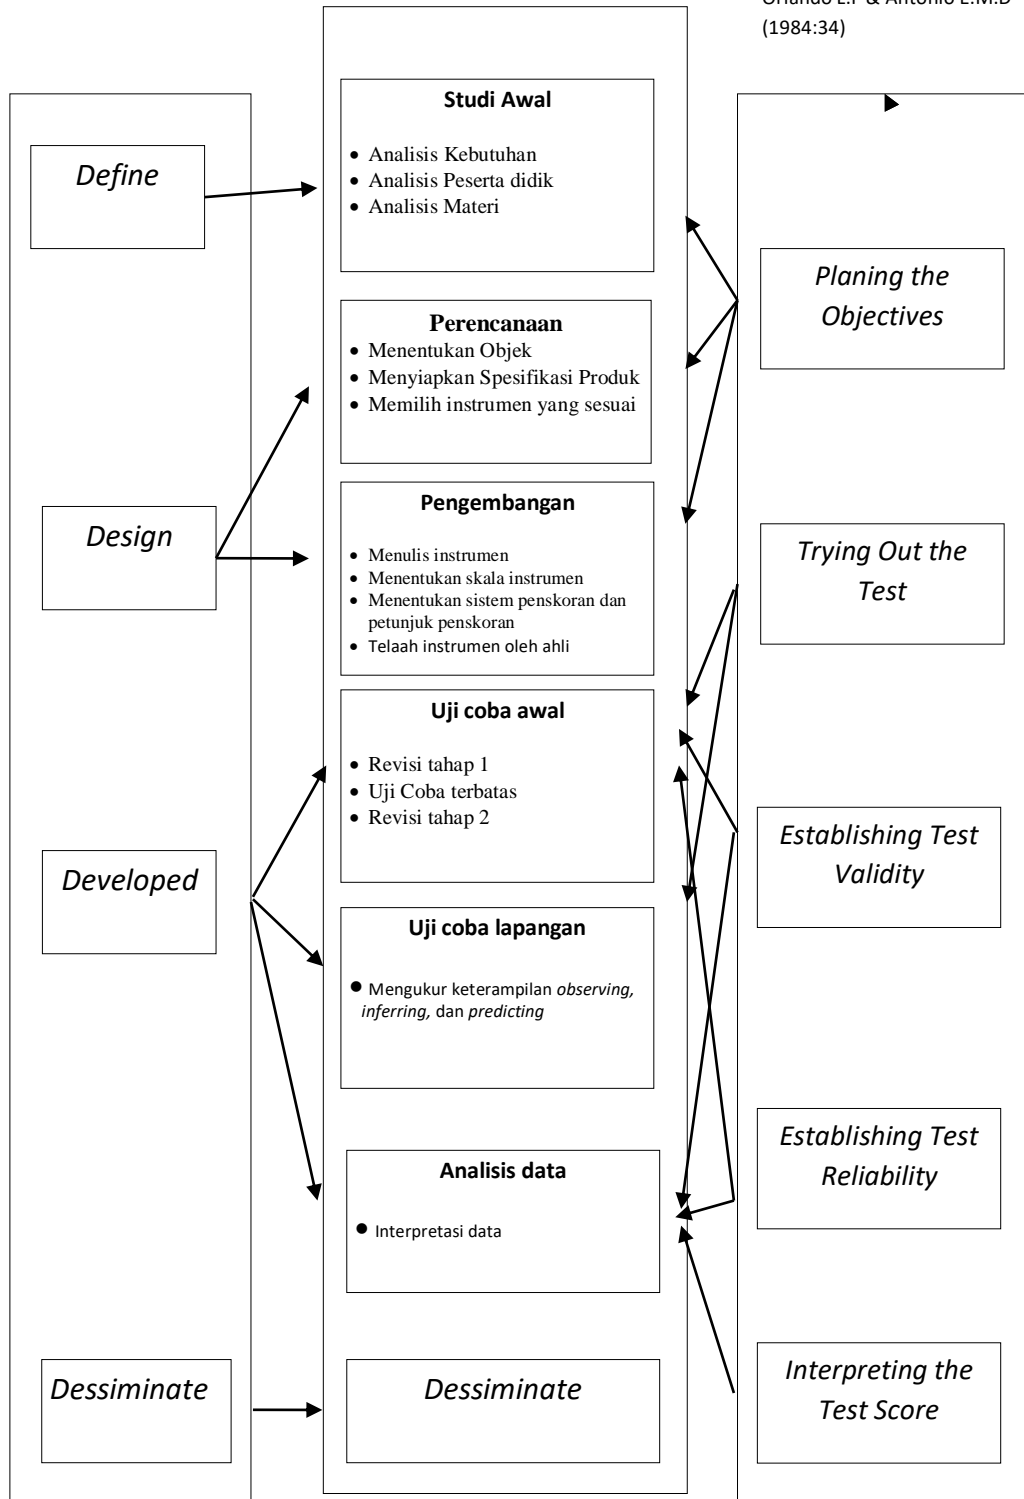 Orlando E.P & Antonio E.M.D
(1984:34)
Define
Design
Developed
Dessiminate
Studi Awal
• Analisis Kebutuhan
• Analisis Peserta didik
• Analisis Materi
Perencanaan
• Menentukan Objek
• Menyiapkan Spesifikasi Produk
• Memilih instrumen yang sesuai
Pengembangan
• Menulis instrumen
• Menentukan skala instrumen
• Menentukan sistem penskoran dan
petunjuk penskoran
• Telaah instrumen oleh ahli
Uji coba awal
• Revisi tahap 1
• Uji Coba terbatas
• Revisi tahap 2
Uji coba lapangan
• Mengukur keterampilan observing,
inferring, dan predicting
Analisis data
• Interpretasi data
Dessiminate
Planing the
Objectives
Trying Out the
Test
Establishing Test
Validity
Establishing Test
Reliability
Interpreting the
Test Score